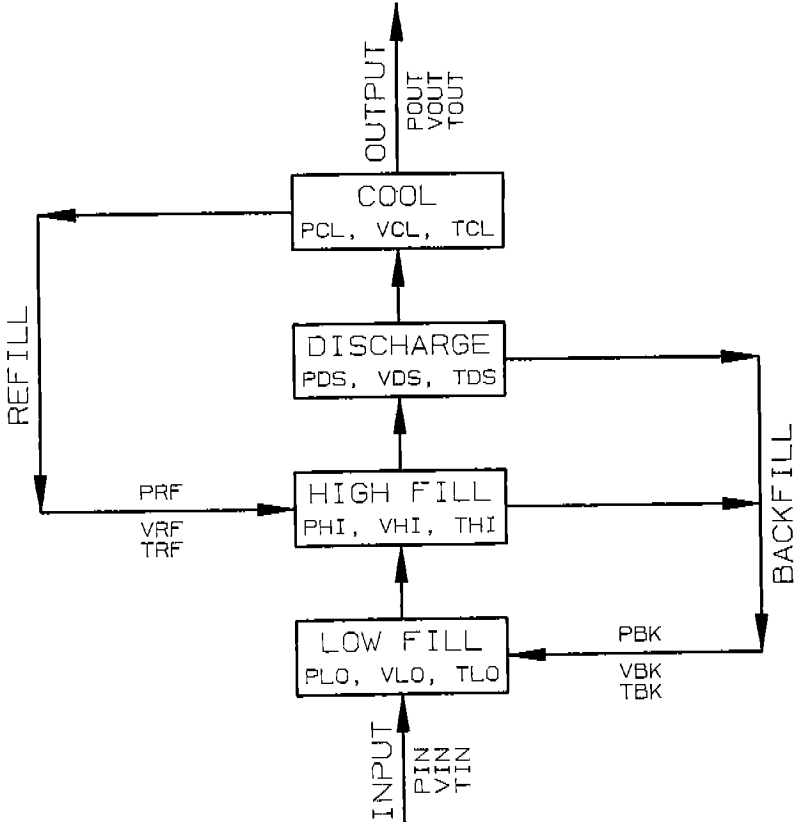 OUTPUT
POUT
VOUT
TOUT
COOL
PCL, VCL, TCL
REFILL
DISCHARGE
PDS, VDS, TDS
HIGH FILL
PHI, VHI, THI
PRF
VRF
TRF
BACKFILL
LOW FILL
PLO, VLO, TLO
PBK
VBK
TBK
INPUT
PIN
VIN
TIN